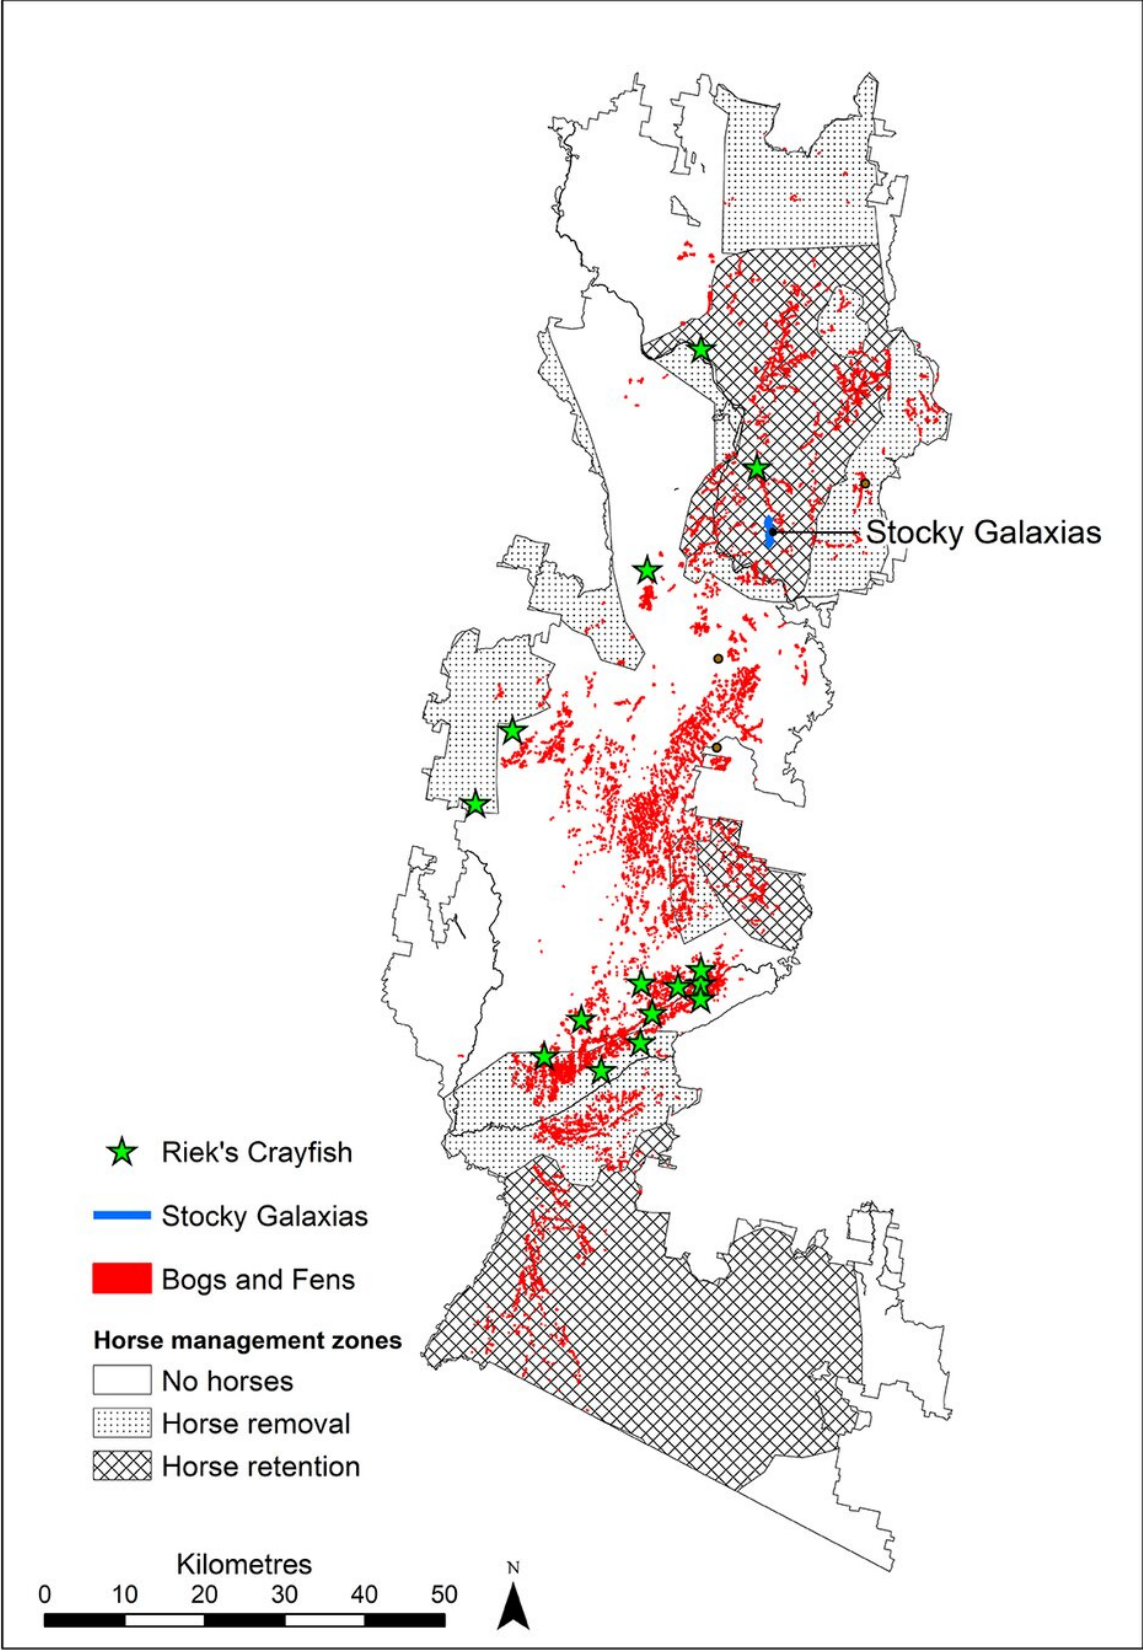 Stocky Galaxias
Riek's Crayfish
Stocky Galaxias
Bogs and Fens
Horse management zones
No horses
Horse removal
Horse retention
Kilometres
N
0 10 20 30 40 50